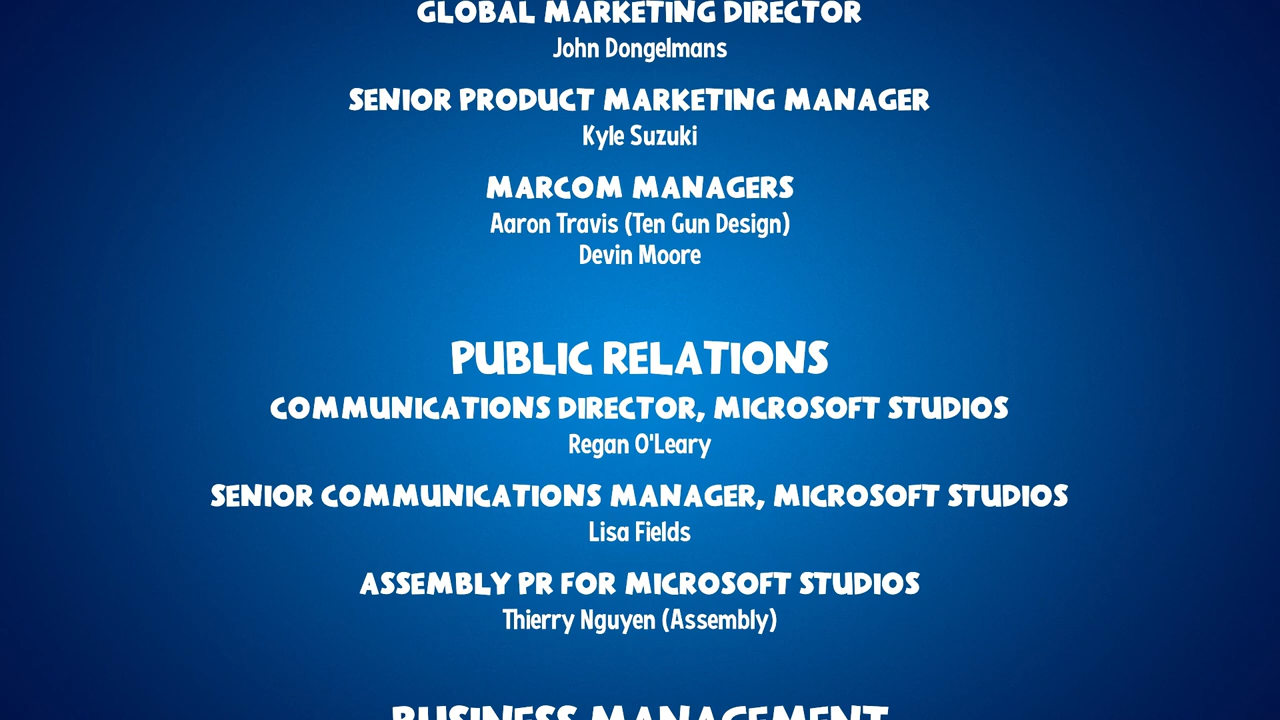 GLOBAL MARKETING DIRECTOR
John Dongelmans
SENIOR PRODUCT MARKETING MANAGER
Kyle Suzuki
MARCOM MANAGERS
Aaron Travis (Ten Gun Design)
Devin Moore
PUBLIC RELATIONS
COMMUNICATIONS DIRECTOR, MICROSOFT STUDIOS
Regan O'Leary
SENIOR COMMUNICATIONS MANAGER, MICROSOFT STUDIOS
Lisa Fields
ASSEMBLY PR FOR MICROSOFT STUDIOS
Thierry Nguyen (Assembly)
BUSINESS MANAGEMENT